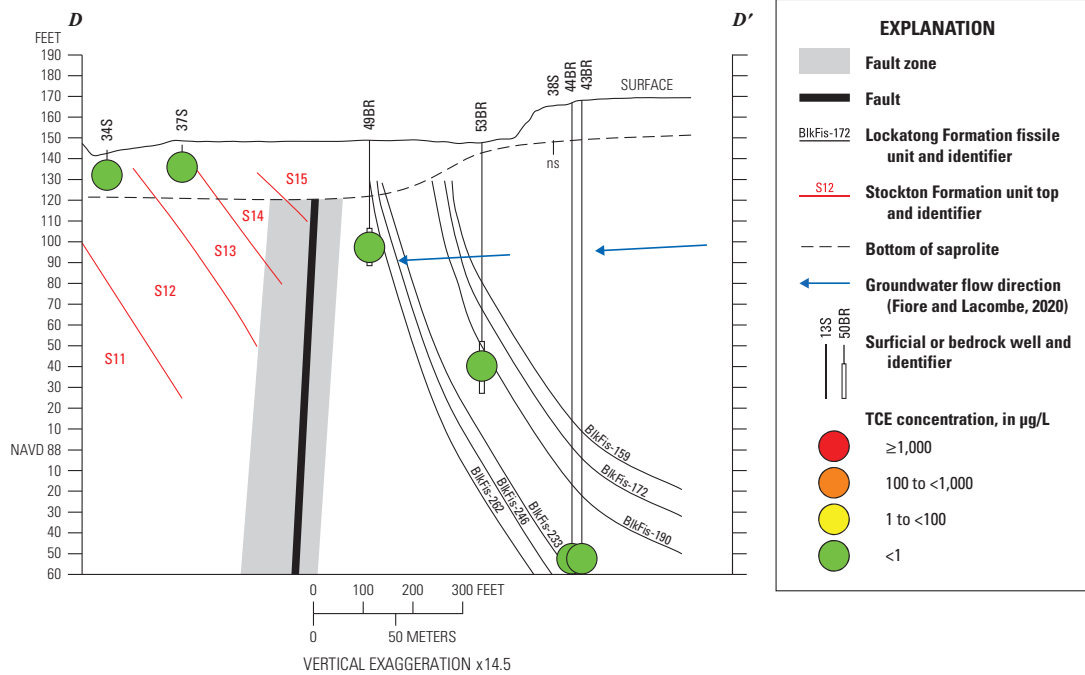 D
D′
FEET
190
180
170
160
150
140
130
120
110
100
90
80
70
60
50
40
30
20
10
NAVD 88
10
20
30
40
50
60
34S
37S
49BR
53BR
38S
44BR
43BR
SURFACE
ns
S15
S14
S13
S12
S11
BlkFis-159
BlkFis-172
BlkFis-190
BlkFis-233
BlkFis-246
BlkFis-262
0 100 200 300 FEET
0 50 METERS
VERTICAL EXAGGERATION x14.5
EXPLANATION
Fault zone
Fault
BlkFis-172 Lockatong Formation fissile
unit and identifier
S12 Stockton Formation unit top
and identifier
Bottom of saprolite
Groundwater flow direction
(Fiore and Lacombe, 2020)
13S 50BR Surficial or bedrock well and
identifier
TCE concentration, in µg/L
≥1,000
100 to <1,000
1 to <100
<1